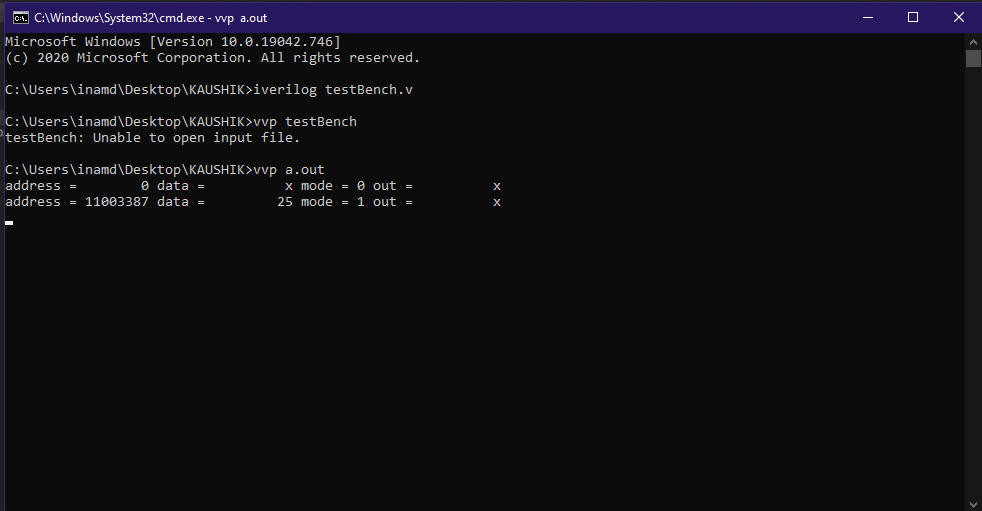 C:\Windows\System32\cmd.exe - vvp  a.out
Microsoft Windows [Version 10.0.19042.746]
(c) 2020 Microsoft Corporation. All rights reserved.
C:\Users\inamd\Desktop\KAUSHIK>iverilog testBench.v
C:\Users\inamd\Desktop\KAUSHIK>vvp testBench
testBench: Unable to open input file.
C:\Users\inamd\Desktop\KAUSHIK>vvp a.out
address =        0 data =          x mode = 0 out =          x
address = 11003387 data =         25 mode = 1 out =          x